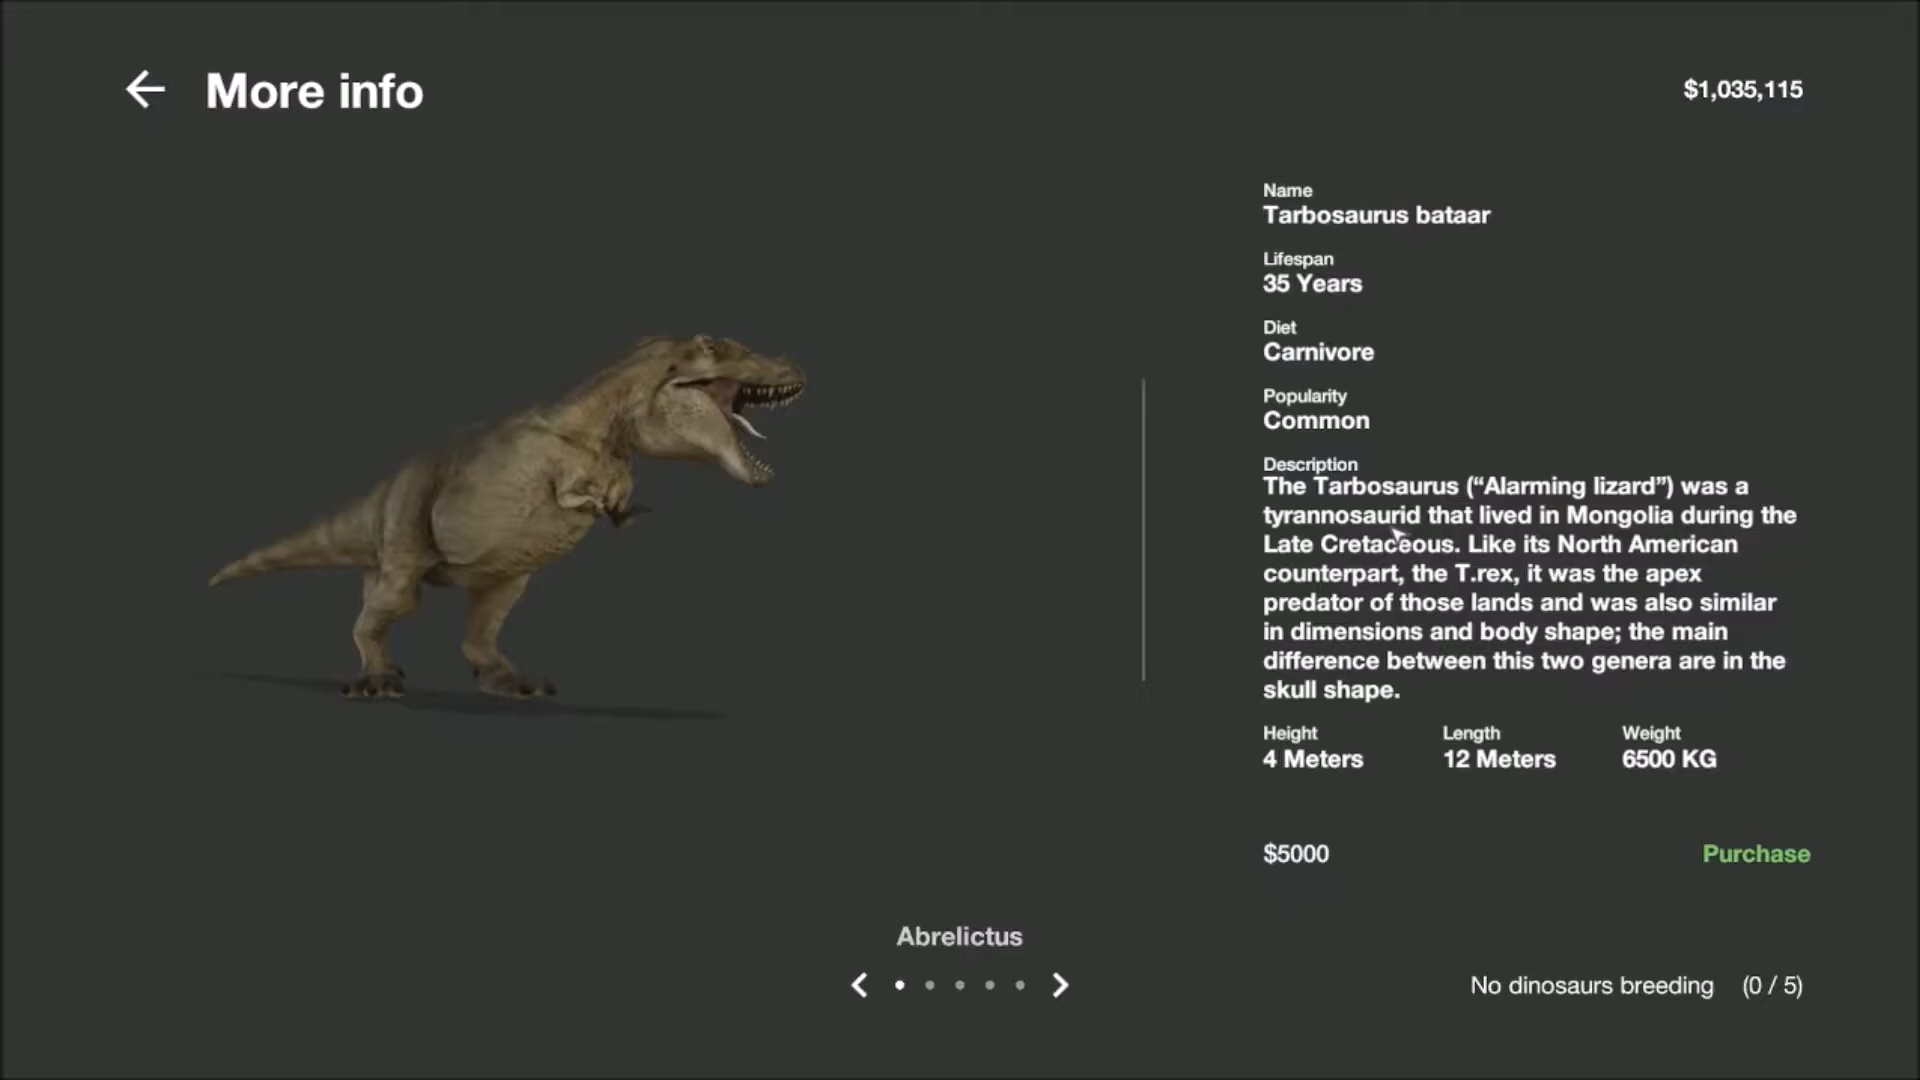 More info
$1,035,115
Name
Tarbosaurus bataar
Lifespan
35 Years
Diet
Carnivore
Popularity
Common
Description
The Tarbosaurus (“Alarming lizard”) was a
tyrannosaurid that lived in Mongolia during the
Late Cretaceous. Like its North American
counterpart, the T.rex, it was the apex
predator of those lands and was also similar
in dimensions and body shape; the main
difference between this two genera are in the
skull shape.
Height Length Weight
4 Meters 12 Meters 6500 KG
$5000 Purchase
Abrelictus
No dinosaurs breeding (0 / 5)